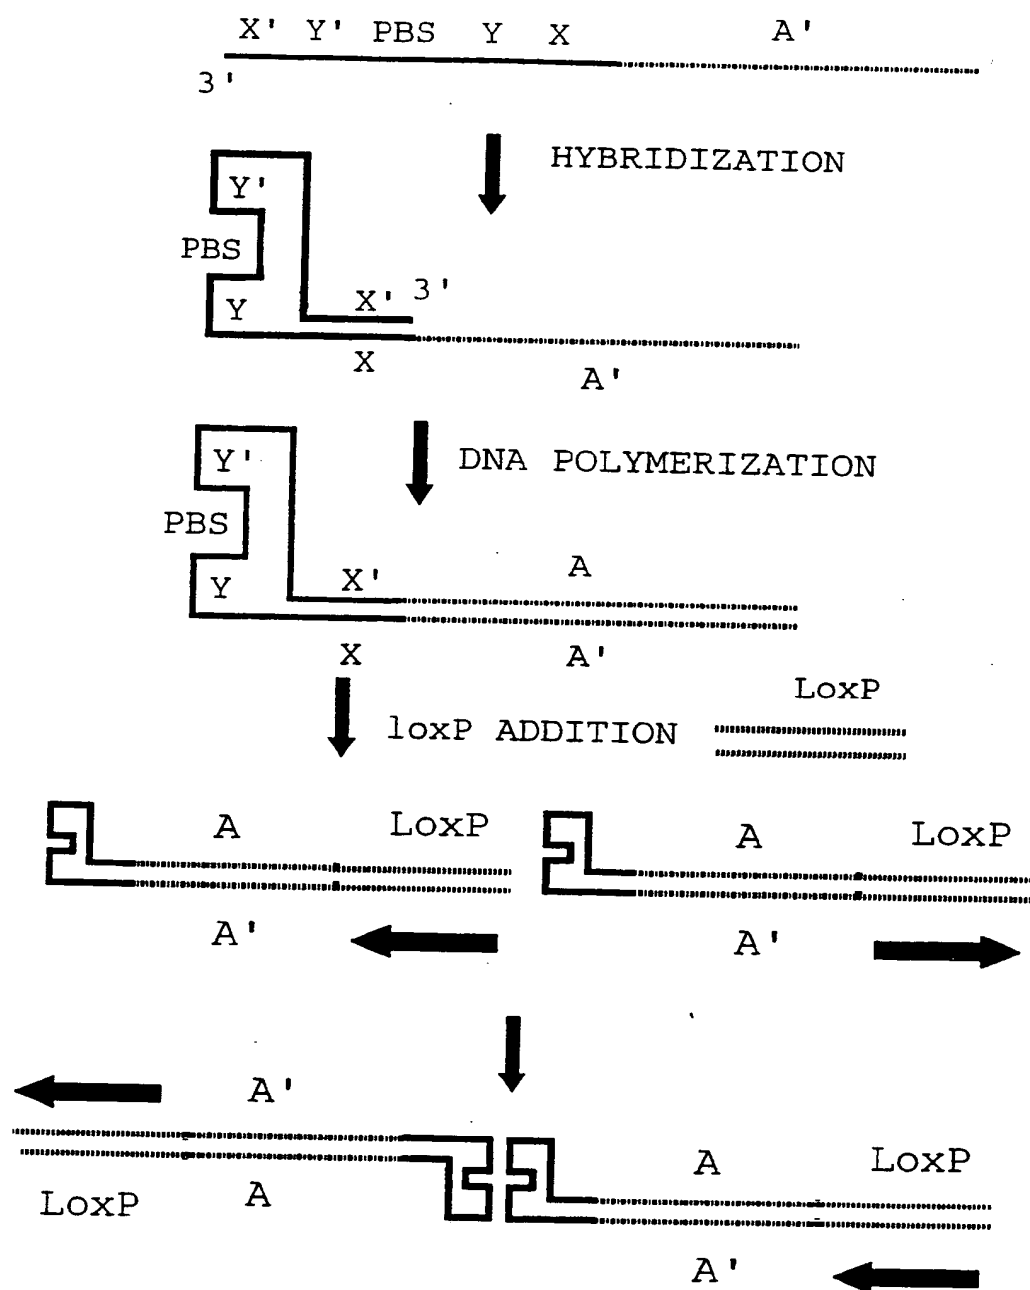 X' Y' PBS Y X A'
3'
HYBRIDIZATION
Y'
PBS
Y X' 3'
X
A'
DNA POLYMERIZATION
Y'
PBS
Y X' A
X A'
LoxP
loxP ADDITION
A LoxP A LoxP
A' A'
A'
A LoxP
LoxP A
A'